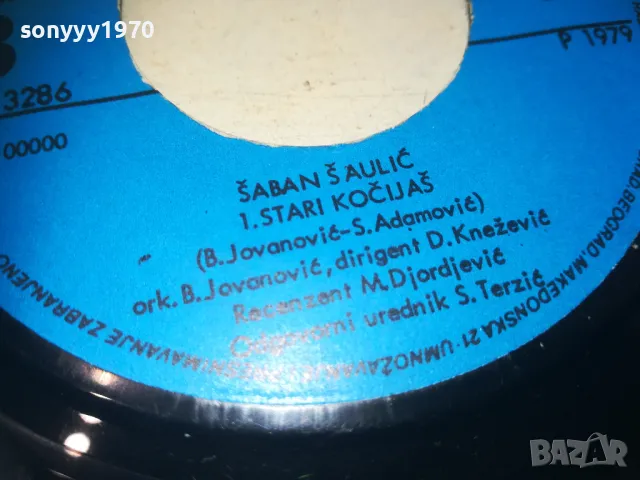 sonyyy1970
3286
P 1979
00000
ŠABAN ŠAULIĆ
1. STARI KOČIJAŠ
(B. Jovanović-S. Adamović)
ork. B. Jovanović, dirigent D. Knežević
Recenzent M. Djordjević
Odgovorni urednik S. Terzić
BEOGRAD, MAKEDONSKA 21 · UMNOŽAVANJE
MAVANJE ZABRANJENO
BAZAR